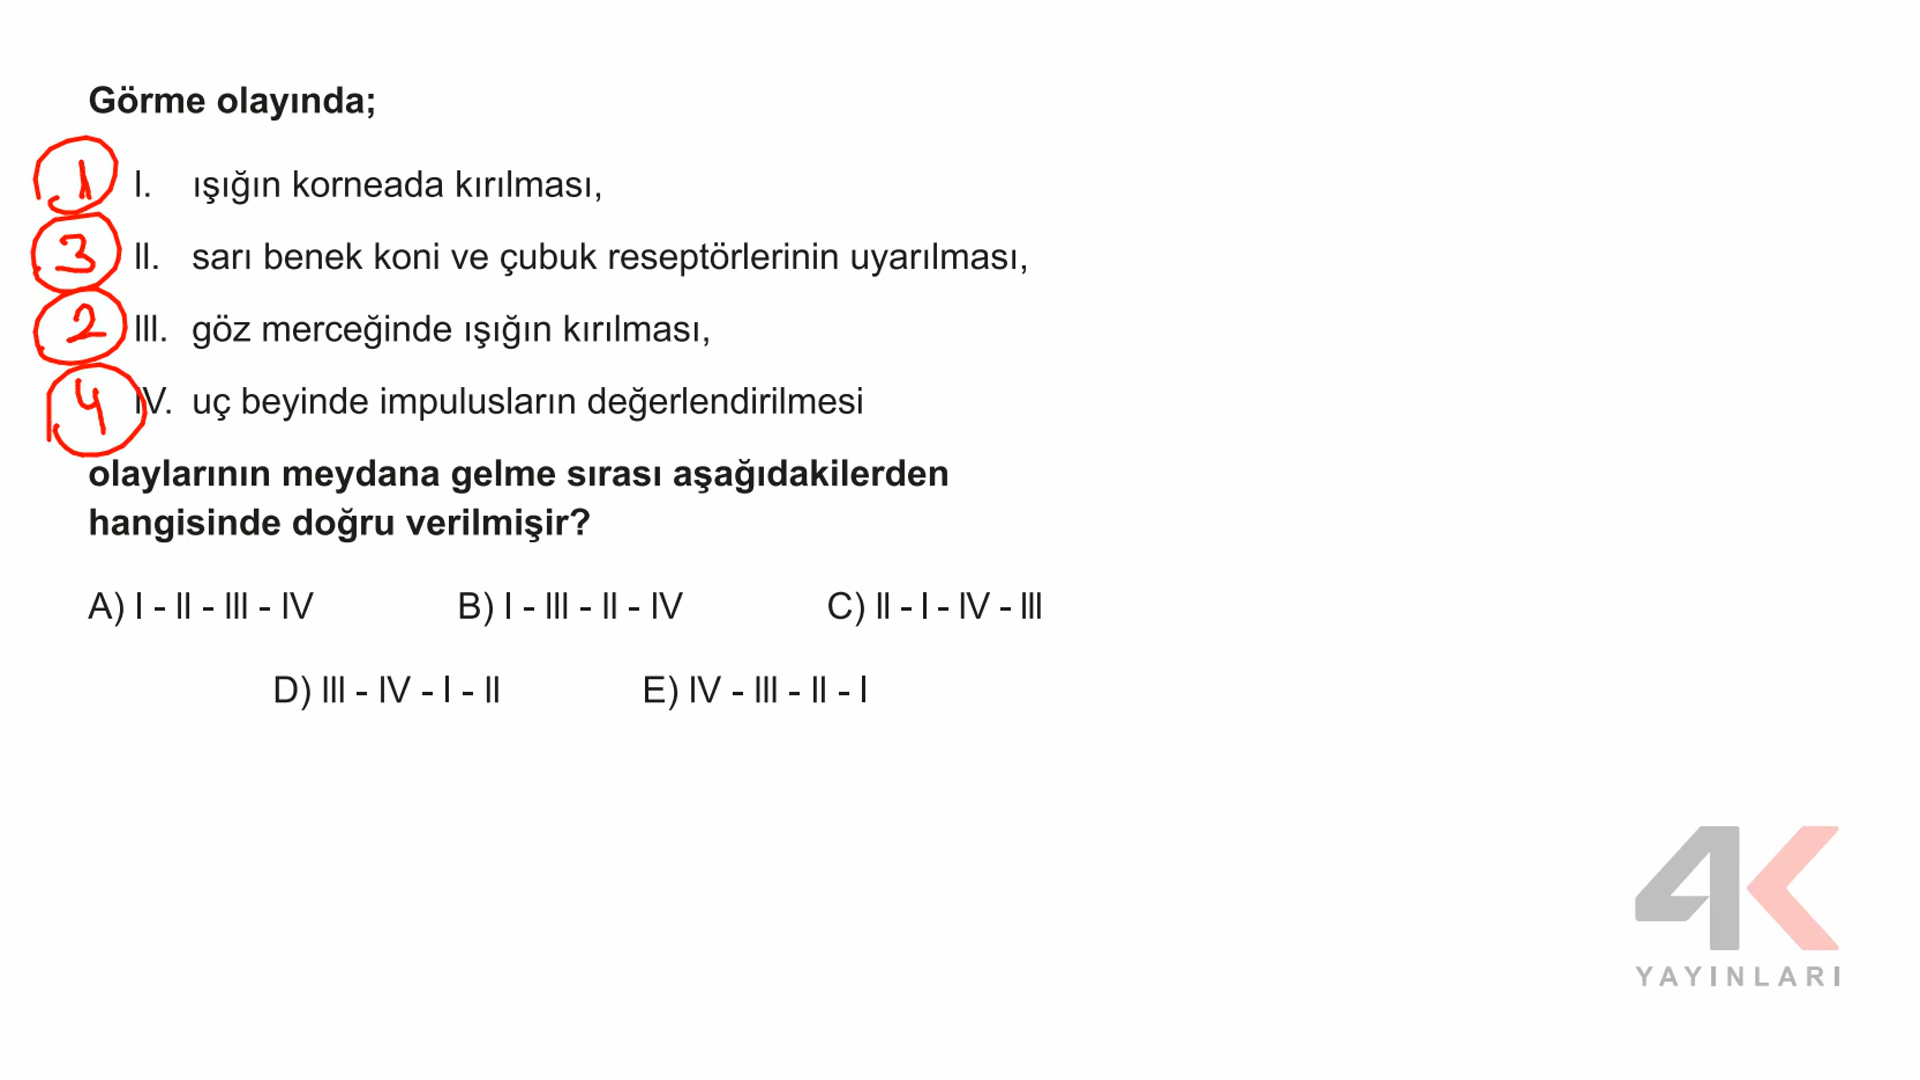 Görme olayında;
1 I. ışığın korneada kırılması,
3 II. sarı benek koni ve çubuk reseptörlerinin uyarılması,
2 III. göz merceğinde ışığın kırılması,
4 IV. uç beyinde impulusların değerlendirilmesi
olaylarının meydana gelme sırası aşağıdakilerden
hangisinde doğru verilmişir?
A) I - II - III - IV B) I - III - II - IV C) II - I - IV - III
D) III - IV - I - II E) IV - III - II - I
4K
YAYINLARI